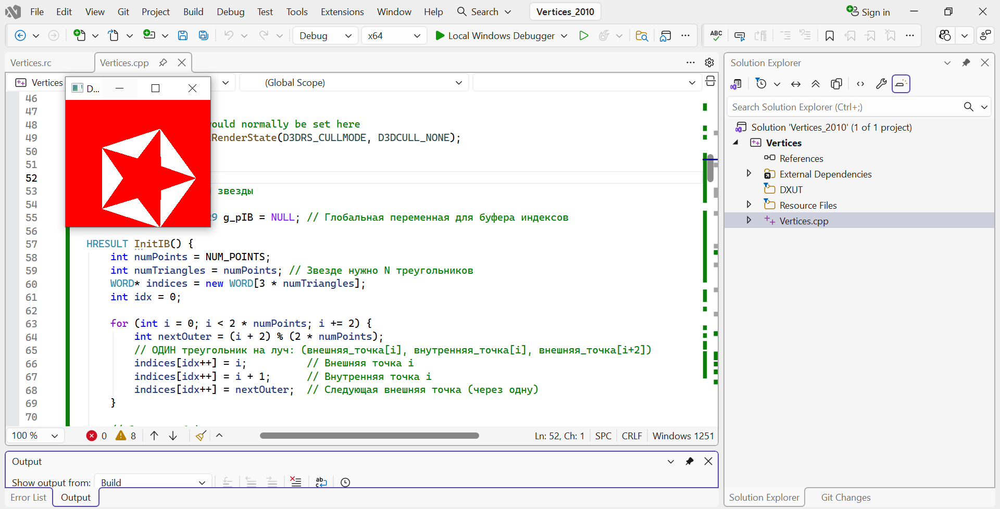 File Edit View Git Project Build Debug Test Tools Extensions Window Help Search Vertices_2010 Sign in
Debug x64 Local Windows Debugger
Vertices.rc Vertices.cpp
Vertices (Global Scope)
D...
46
47
48 ould normally be set here
49 RenderState(D3DRS_CULLMODE, D3DCULL_NONE);
50
51
52
53 звезды
54
55 9 g_pIB = NULL; // Глобальная переменная для буфера индексов
56
57 HRESULT InitIB() {
58 int numPoints = NUM_POINTS;
59 int numTriangles = numPoints; // Звезде нужно N треугольников
60 WORD* indices = new WORD[3 * numTriangles];
61 int idx = 0;
62
63 for (int i = 0; i < 2 * numPoints; i += 2) {
64 int nextOuter = (i + 2) % (2 * numPoints);
65 // ОДИН треугольник на луч: (внешняя_точка[i], внутренняя_точка[i], внешняя_точка[i+2])
66 indices[idx++] = i; // Внешняя точка i
67 indices[idx++] = i + 1; // Внутренняя точка i
68 indices[idx++] = nextOuter; // Следующая внешняя точка (через одну)
69 }
70
100 % 0 8 Ln: 52, Ch: 1 SPC CRLF Windows 1251
Output
Show output from: Build
Error List Output
Solution Explorer
Search Solution Explorer (Ctrl+;)
Solution 'Vertices_2010' (1 of 1 project)
Vertices
References
External Dependencies
DXUT
Resource Files
Vertices.cpp
Solution Explorer Git Changes